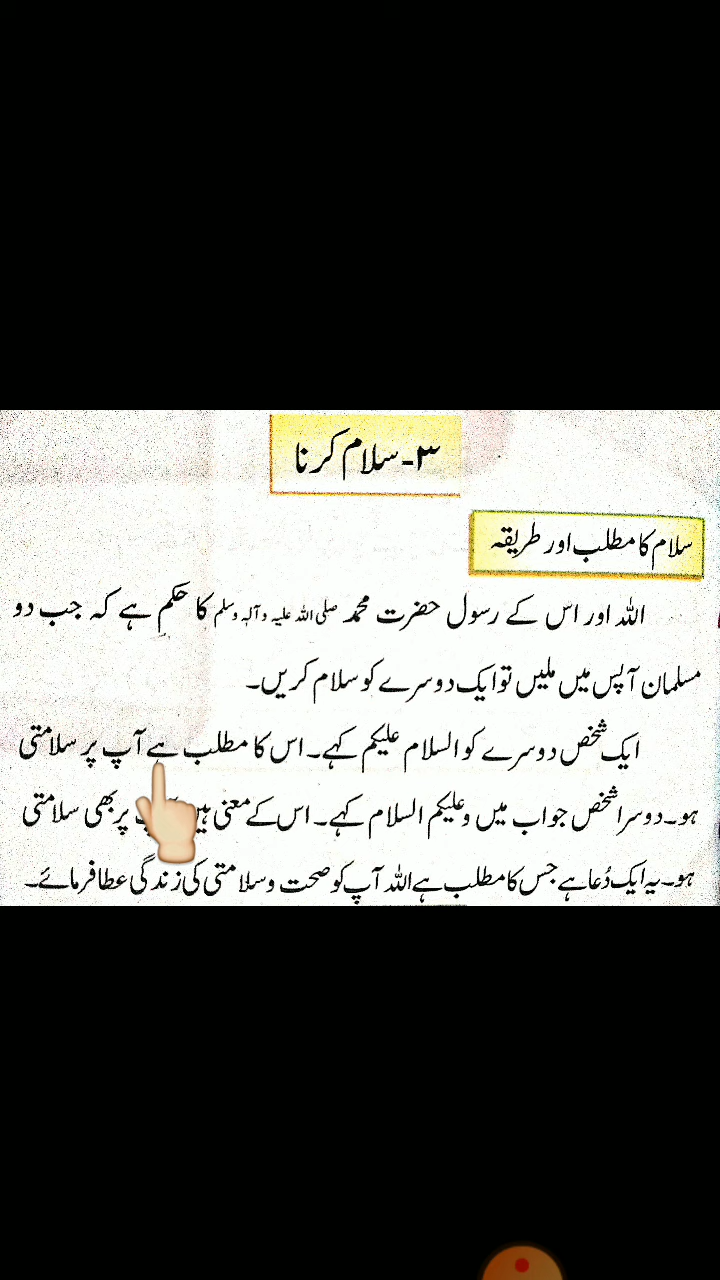 ۳۔سلام کرنا
سلام کا مطلب اور طریقہ
اللہ اور اس کے رسول حضرت محمد صلی اللہ علیہ وآلہٖ وسلم کا حکم ہے کہ جب دو
مسلمان آپس میں ملیں تو ایک دوسرے کو سلام کریں۔
ایک شخص دوسرے کو السلام علیکم کہے۔ اس کا مطلب ہے آپ پر سلامتی
ہو۔ دوسرا شخص جواب میں وعلیکم السلام کہے۔ اس کے معنی ہیں پر بھی سلامتی
ہو۔ یہ ایک دُعا ہے جس کا مطلب ہے اللہ آپ کو صحت وسلامتی کی زندگی عطا فرمائے۔